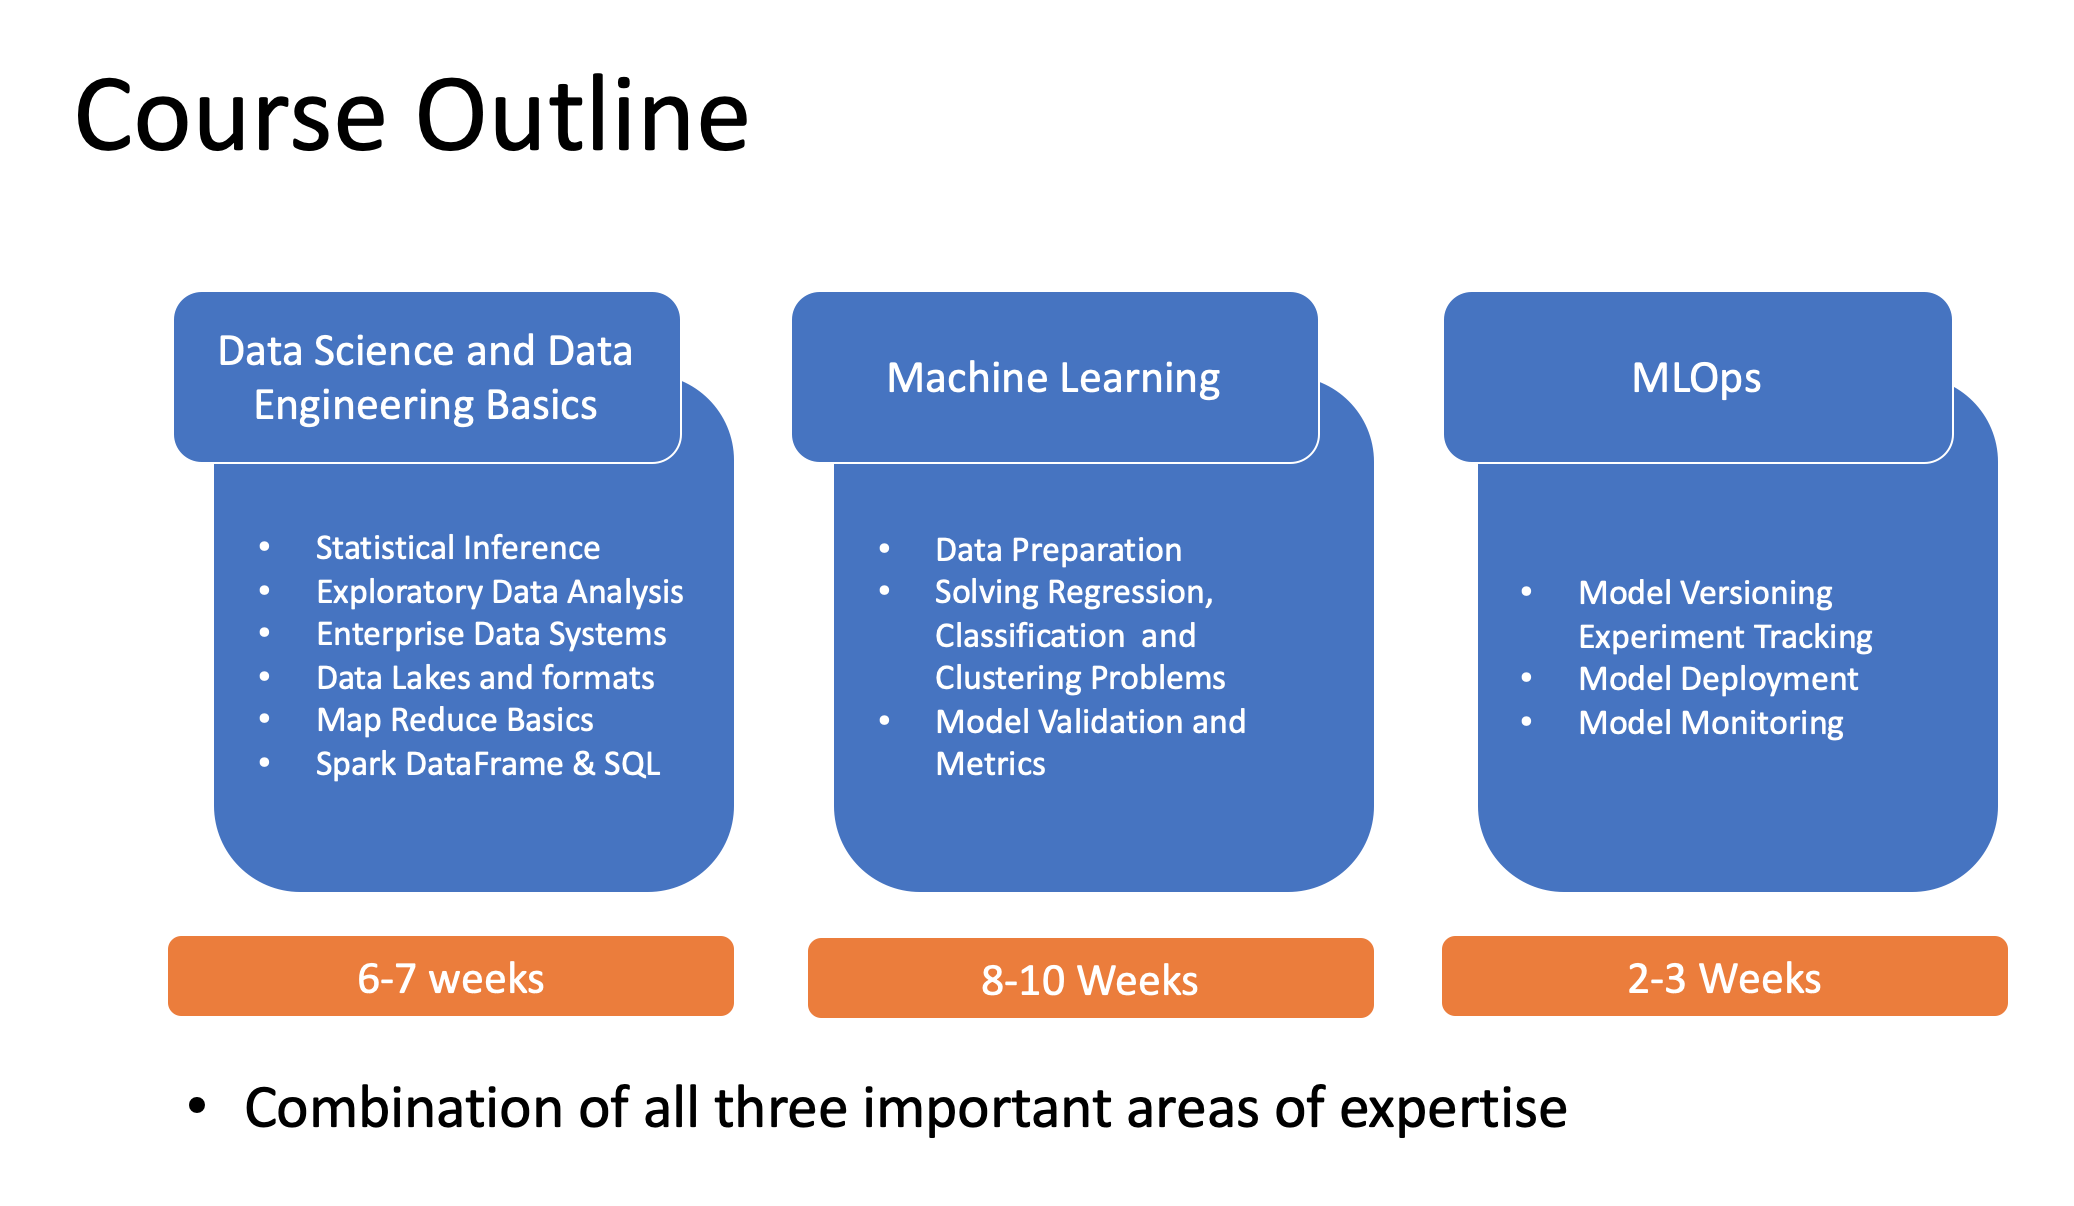 Course Outline
Data Science and Data
Engineering Basics
• Statistical Inference
• Exploratory Data Analysis
• Enterprise Data Systems
• Data Lakes and formats
• Map Reduce Basics
• Spark DataFrame & SQL
6-7 weeks
Machine Learning
• Data Preparation
• Solving Regression,
Classification  and
Clustering Problems
• Model Validation and
Metrics
8-10 Weeks
MLOps
• Model Versioning
Experiment Tracking
• Model Deployment
• Model Monitoring
2-3 Weeks
• Combination of all three important areas of expertise